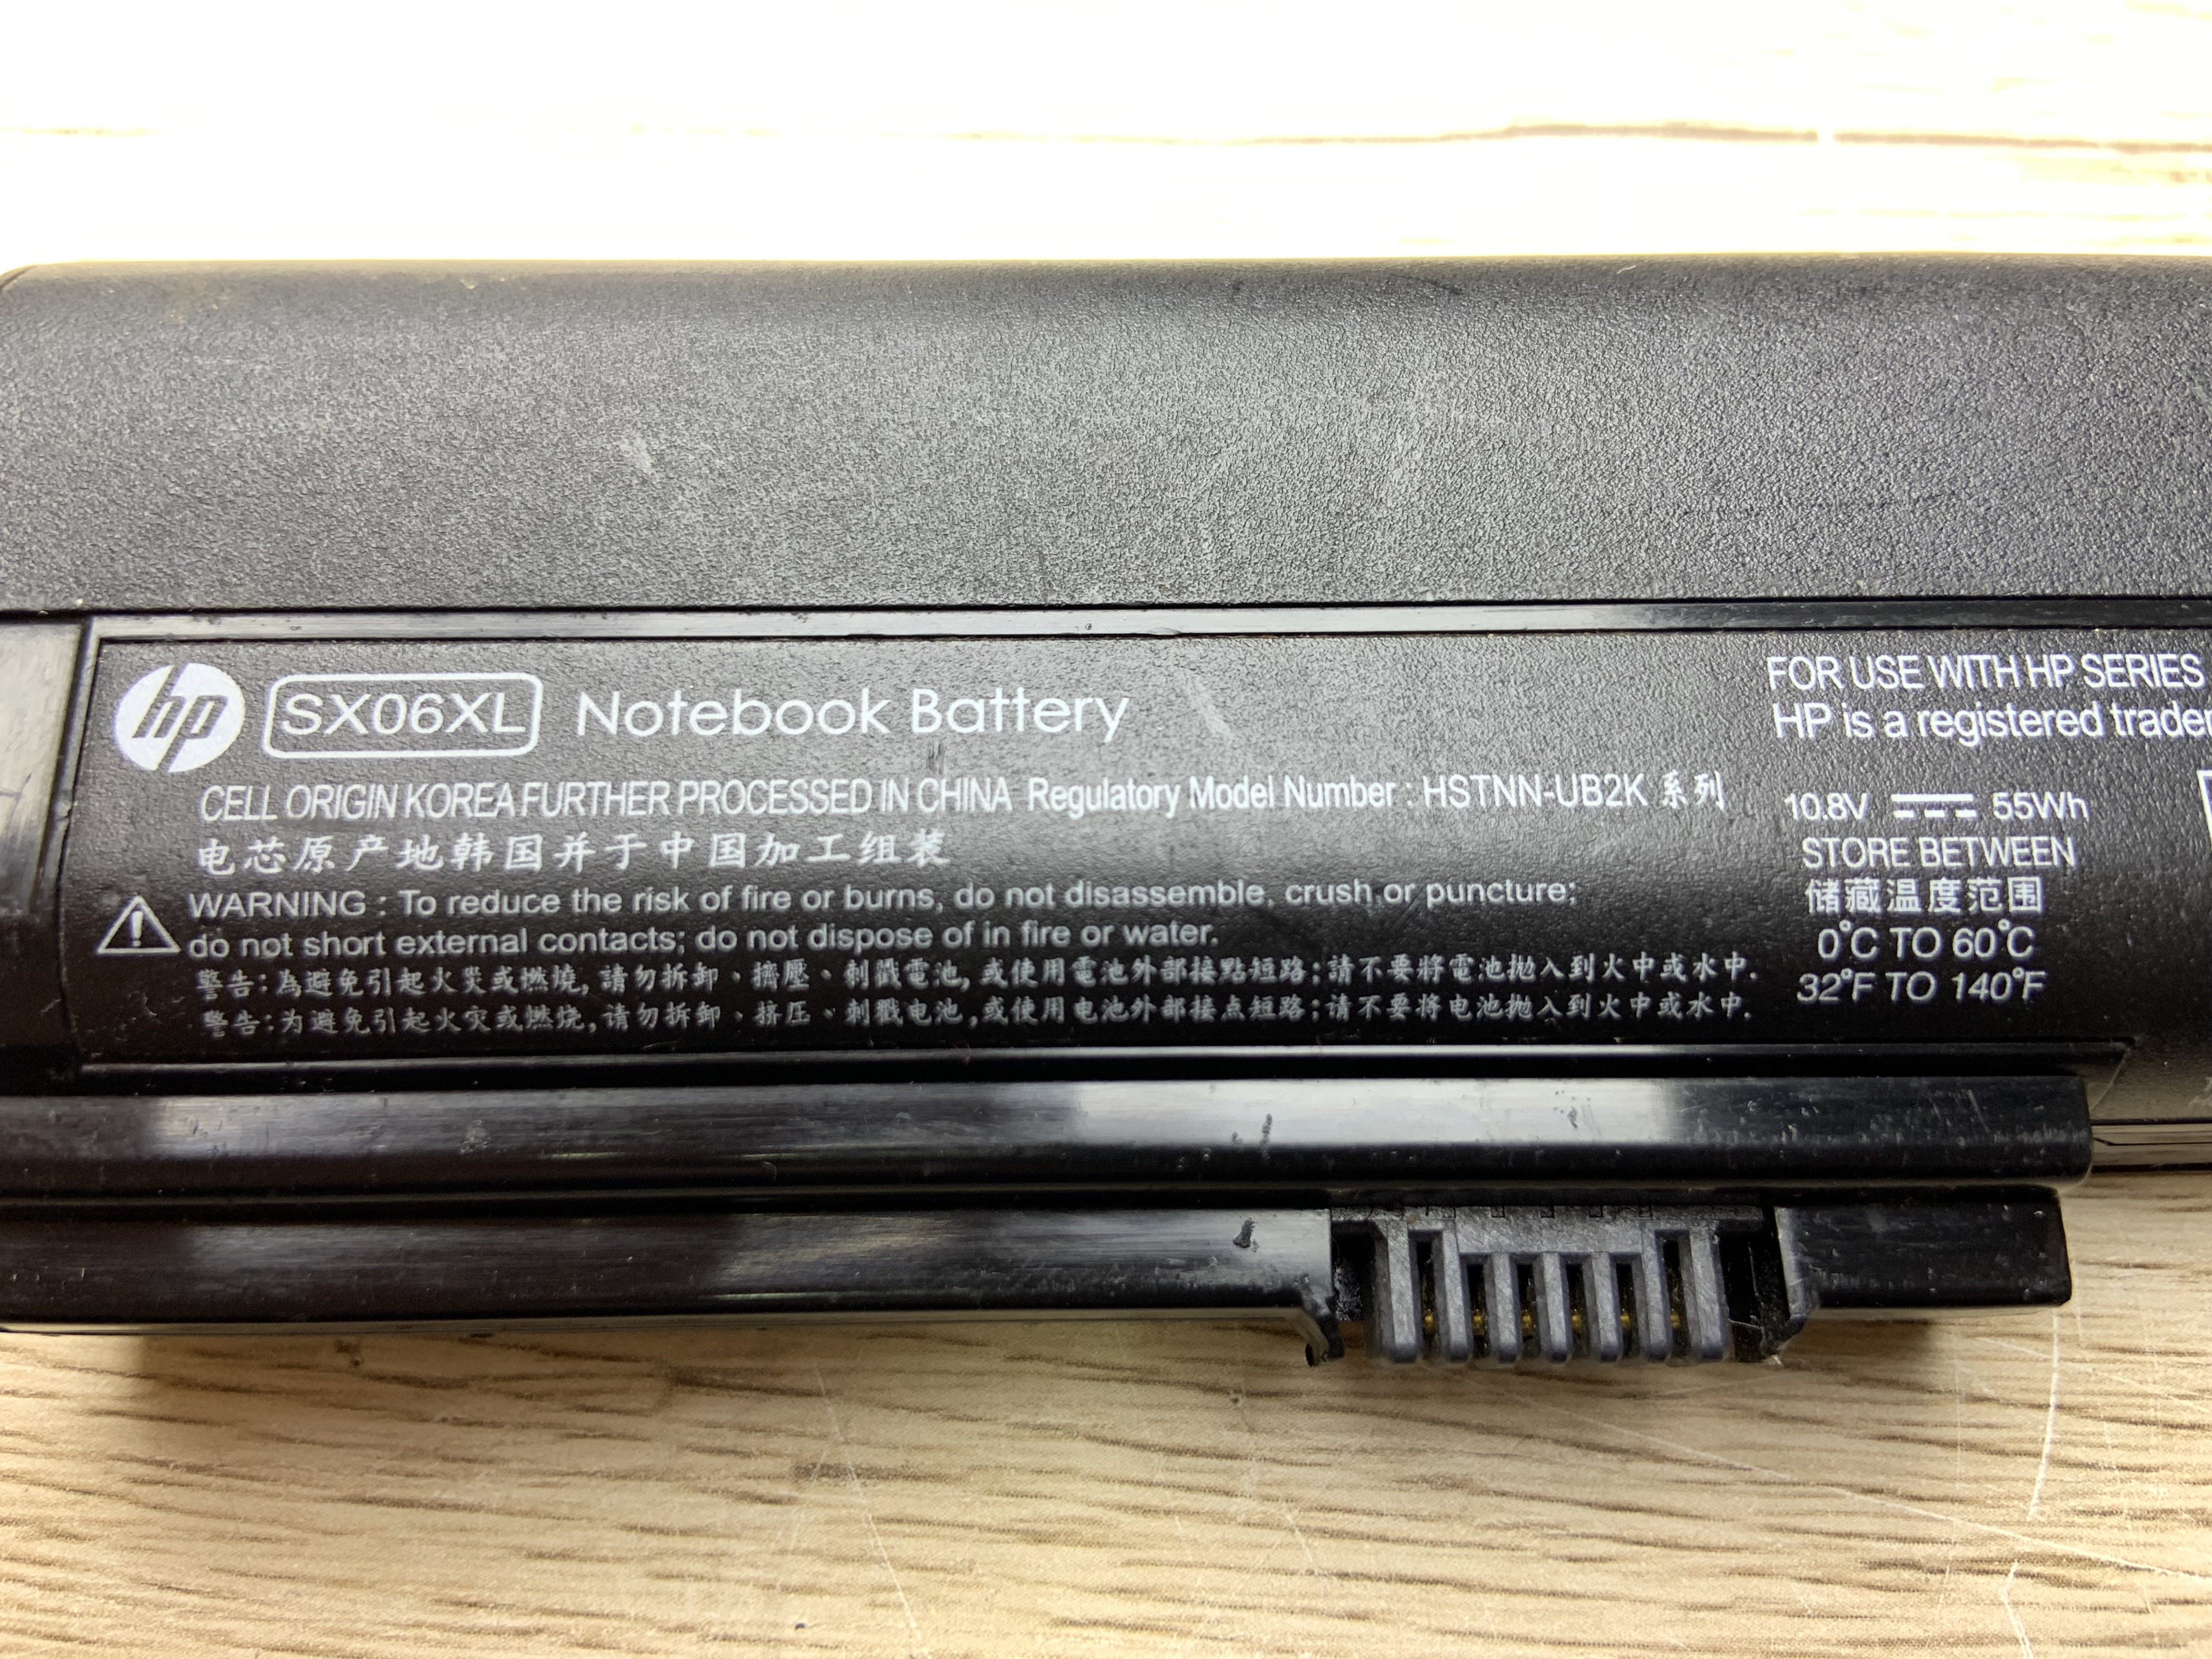 hp SX06XL Notebook Battery
CELL ORIGIN KOREA FURTHER PROCESSED IN CHINA Regulatory Model Number : HSTNN-UB2K 系列
电芯原产地韩国并于中国加工组装
WARNING : To reduce the risk of fire or burns, do not disassemble, crush or puncture;
do not short external contacts; do not dispose of in fire or water.
警告:為避免引起火災或燃燒,請勿拆卸、擠壓、刺戳電池,或使用電池外部接點短路;請不要將電池拋入到火中或水中.
警告:为避免引起火灾或燃烧,请勿拆卸、挤压、刺戳电池,或使用电池外部接点短路;请不要将电池抛入到火中或水中.
FOR USE WITH HP SERIES
HP is a registered
10.8V 55Wh
STORE BETWEEN
储藏温度范围
0°C TO 60°C
32°F TO 140°F